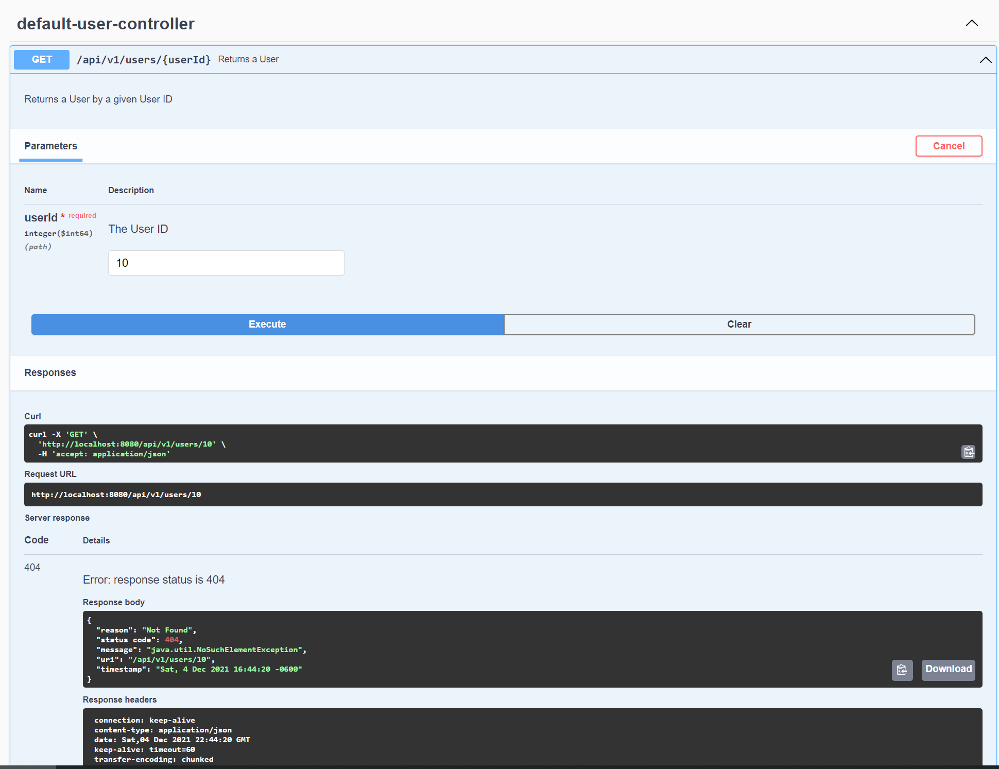 default-user-controller
GET /api/v1/users/{userId} Returns a User
Returns a User by a given User ID
Parameters
Cancel
Name Description
userId * required
integer($int64)
(path)
The User ID
10
Execute
Clear
Responses
Curl
curl -X 'GET' \
  'http://localhost:8080/api/v1/users/10' \
  -H 'accept: application/json'
Request URL
http://localhost:8080/api/v1/users/10
Server response
Code Details
404
Error: response status is 404
Response body
{
  "reason": "Not Found",
  "status code": 404,
  "message": "java.util.NoSuchElementException",
  "uri": "/api/v1/users/10",
  "timestamp": "Sat, 4 Dec 2021 16:44:20 -0600"
}
Download
Response headers
connection: keep-alive
content-type: application/json
date: Sat,04 Dec 2021 22:44:20 GMT
keep-alive: timeout=60
transfer-encoding: chunked